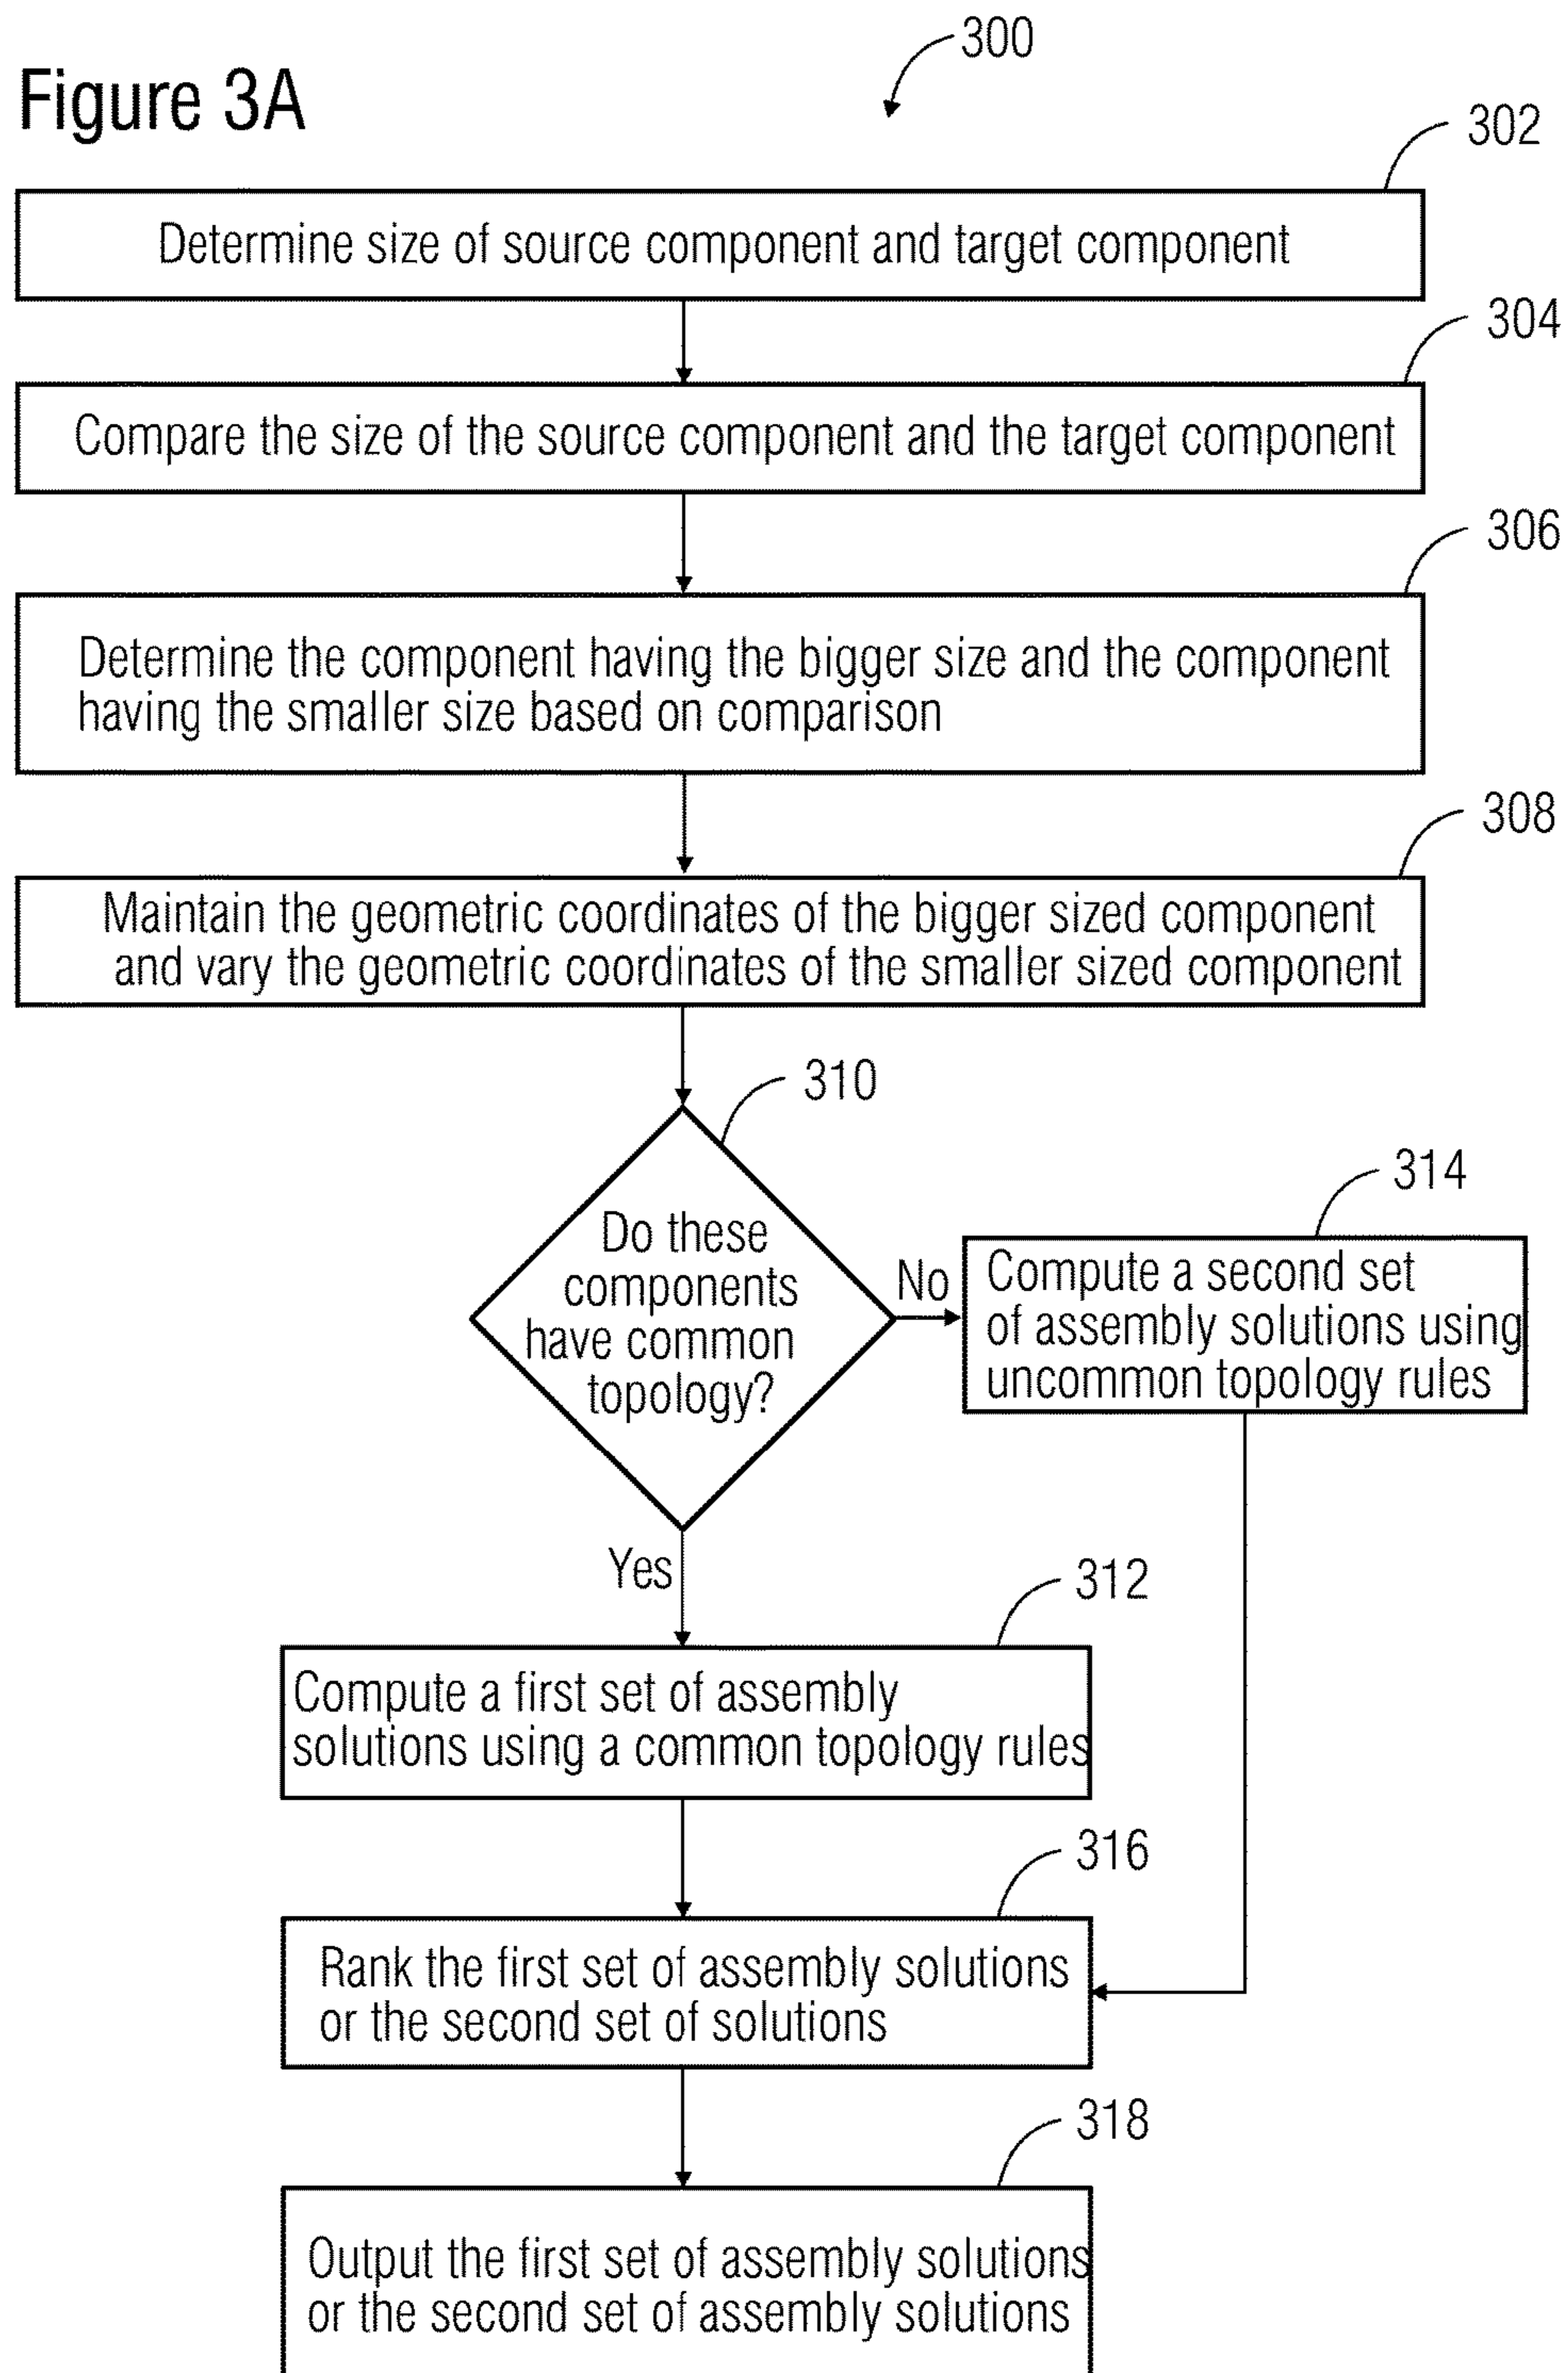 300
Figure 3A
302
Determine size of source component and target component
304
Compare the size of the source component and the target component
306
Determine the component having the bigger size and the component
having the smaller size based on comparison
308
Maintain the geometric coordinates of the bigger sized component
and vary the geometric coordinates of the smaller sized component
310
Do these
components
have common
topology?
No
314
Compute a second set
of assembly solutions using
uncommon topology rules
Yes
312
Compute a first set of assembly
solutions using a common topology rules
316
Rank the first set of assembly solutions
or the second set of solutions
318
Output the first set of assembly solutions
or the second set of assembly solutions